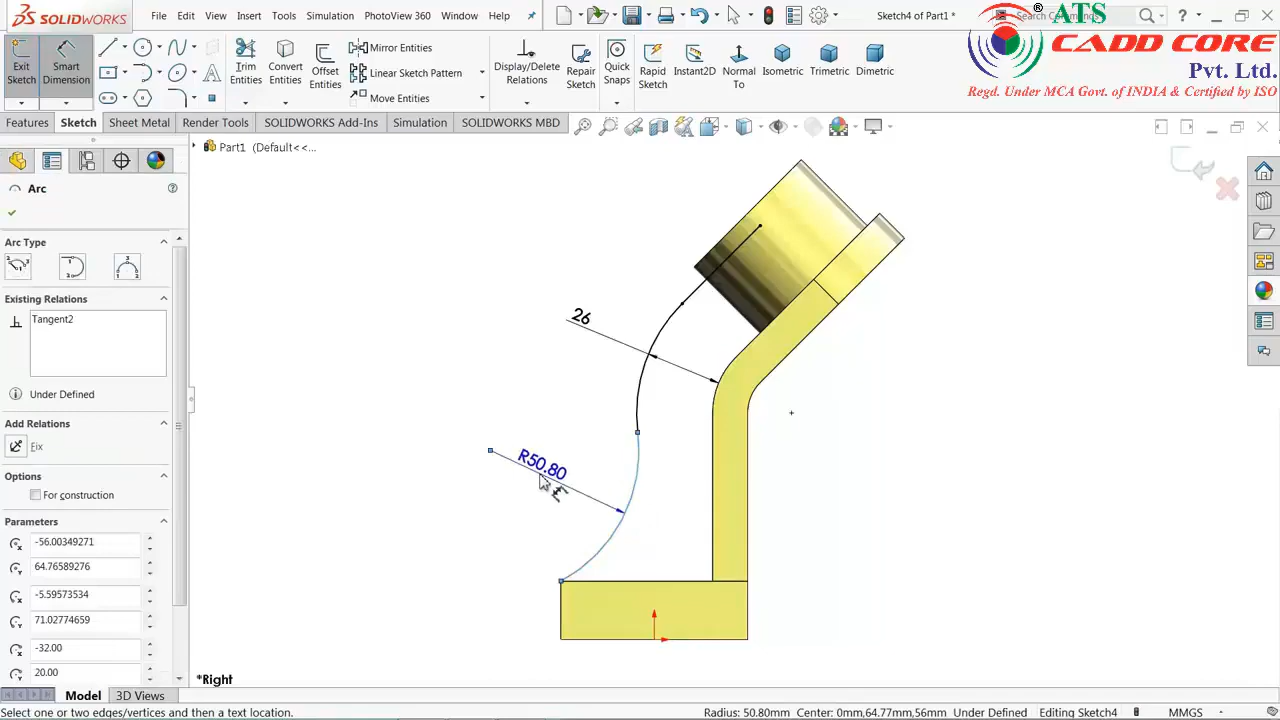 SOLIDWORKS
File Edit View Insert Tools Simulation PhotoView 360 Window Help
Sketch4 of Part1 *
Search Commands
ATS
®
CADD CORE
Pvt. Ltd.
Regd. Under MCA Govt. of INDIA & Certified by ISO
Exit Sketch
Smart Dimension
Trim Entities
Convert Entities
Offset Entities
Mirror Entities
Linear Sketch Pattern
Move Entities
Display/Delete Relations
Repair Sketch
Quick Snaps
Rapid Sketch
Instant2D
Normal To
Isometric
Trimetric
Dimetric
Features Sketch Sheet Metal Render Tools SOLIDWORKS Add-Ins Simulation SOLIDWORKS MBD
Part1 (Default<<...
Arc
Arc Type
Existing Relations
Tangent2
Under Defined
Add Relations
Fix
Options
For construction
Parameters
-56.00349271
64.76589276
-5.59573534
71.02774659
-32.00
20.00
26
R50.80
*Right
Model 3D Views
Select one or two edges/vertices and then a text location.
Radius: 50.80mm Center: 0mm,64.77mm,56mm Under Defined Editing Sketch4 MMGS